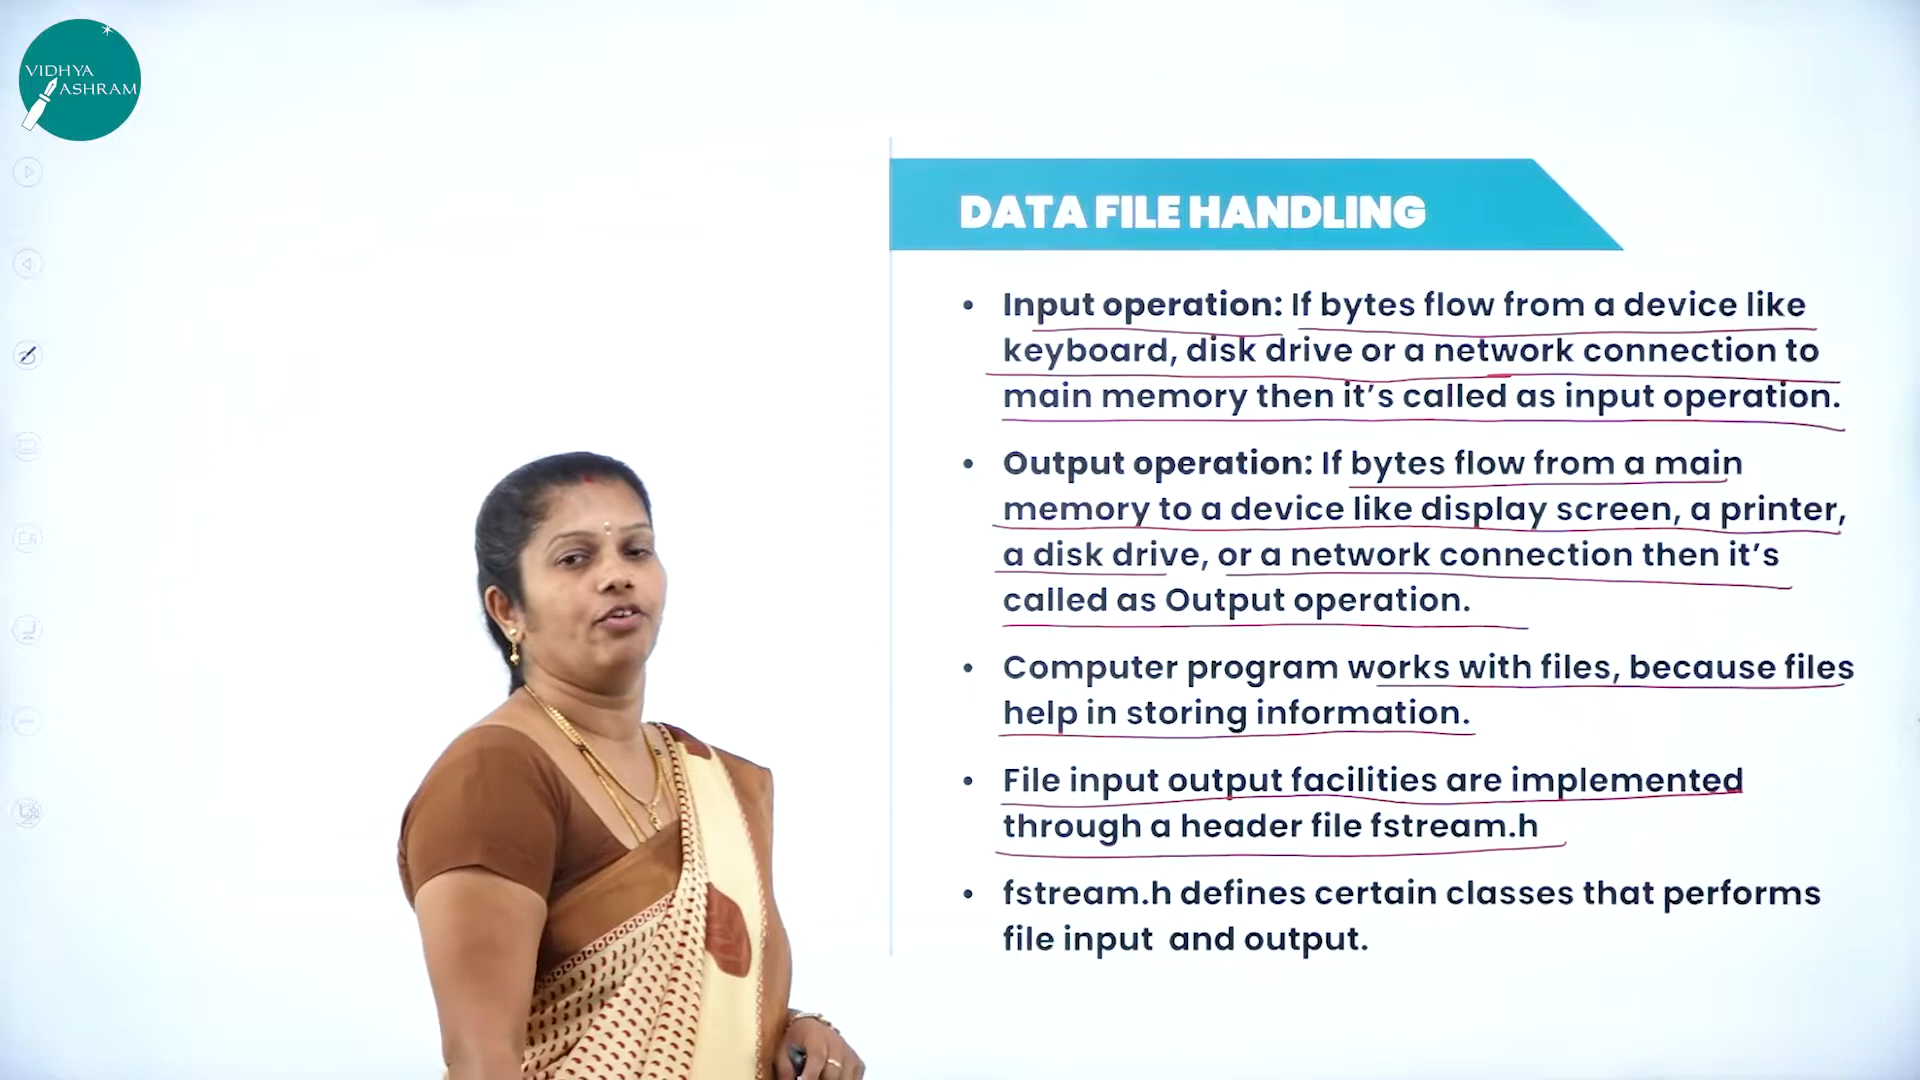 VIDHYA
ASHRAM
DATA FILE HANDLING
• Input operation: If bytes flow from a device like
keyboard, disk drive or a network connection to
main memory then it’s called as input operation.
• Output operation: If bytes flow from a main
memory to a device like display screen, a printer,
a disk drive, or a network connection then it’s
called as Output operation.
• Computer program works with files, because files
help in storing information.
• File input output facilities are implemented
through a header file fstream.h
• fstream.h defines certain classes that performs
file input and output.